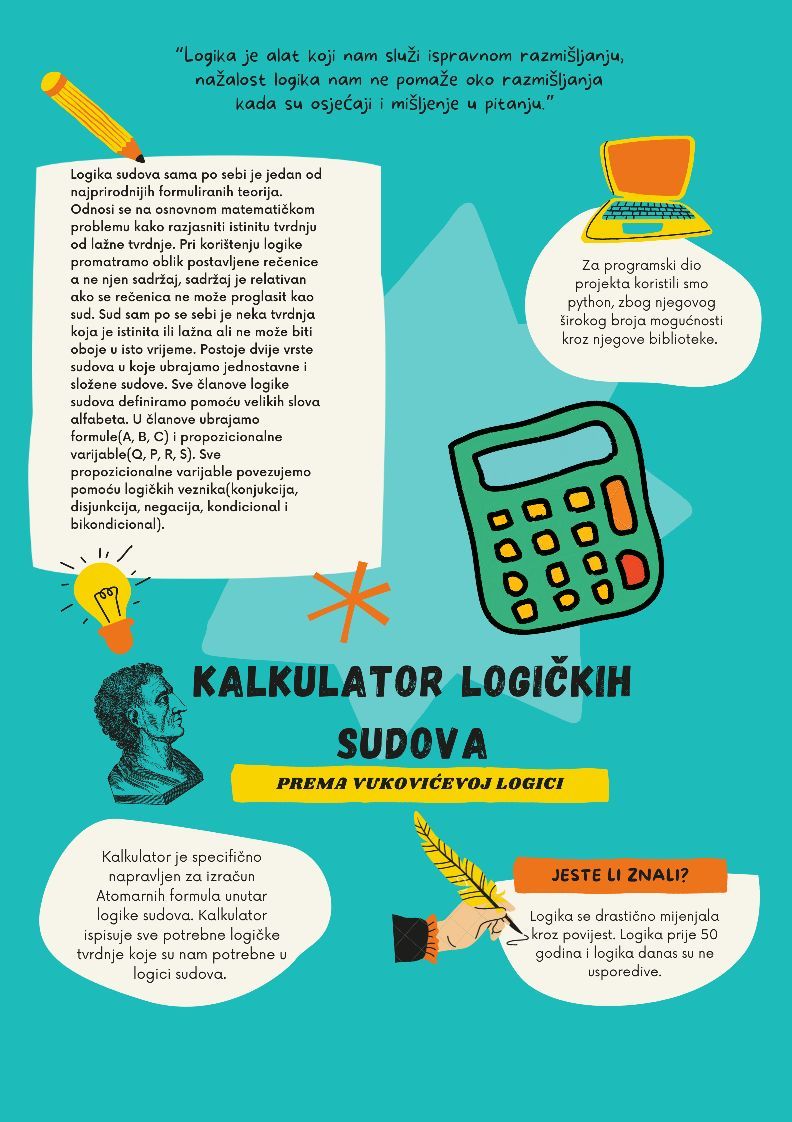 “Logika je alat koji nam služi ispravnom razmišljanju,
nažalost logika nam ne pomaže oko razmišljanja
kada su osjećaji i mišljenje u pitanju.”
Logika sudova sama po sebi je jedan od
najprirodnijih formuliranih teorija.
Odnosi se na osnovnom matematičkom
problemu kako razjasniti istinitu tvrdnju
od lažne tvrdnje. Pri korištenju logike
promatramo oblik postavljene rečenice
a ne njen sadržaj, sadržaj je relativan
ako se rečenica ne može proglasit kao
sud. Sud sam po se sebi je neka tvrdnja
koja je istinita ili lažna ali ne može biti
oboje u isto vrijeme. Postoje dvije vrste
sudova u koje ubrajamo jednostavne i
složene sudove. Sve članove logike
sudova definiramo pomoću velikih slova
alfabeta. U članove ubrajamo
formule(A, B, C) i propozicionalne
varijable(Q, P, R, S). Sve
propozicionalne varijable povezujemo
pomoću logičkih veznika(konjukcija,
disjunkcija, negacija, kondicional i
bikondicional).
Za programski dio
projekta koristili smo
python, zbog njegovog
širokog broja mogućnosti
kroz njegove biblioteke.
KALKULATOR LOGIČKIH
SUDOVA
PREMA VUKOVIĆEVOJ LOGICI
Kalkulator je specifično
napravljen za izračun
Atomarnih formula unutar
logike sudova. Kalkulator
ispisuje sve potrebne logičke
tvrdnje koje su nam potrebne u
logici sudova.
JESTE LI ZNALI?
Logika se drastično mijenjala
kroz povijest. Logika prije 50
godina i logika danas su ne
usporedive.